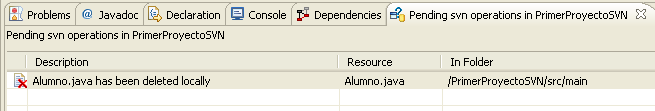 Problems @ Javadoc Declaration Console Dependencies Pending svn operations in PrimerProyectoSVN
Pending svn operations in PrimerProyectoSVN
Description Resource In Folder
Alumno.java has been deleted locally Alumno.java /PrimerProyectoSVN/src/main